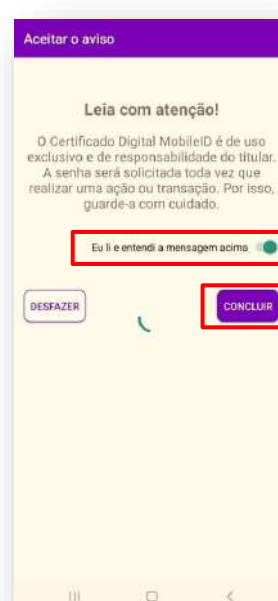 Aceitar o aviso
Leia com atenção!
O Certificado Digital MobileID é de uso
exclusivo e de responsabilidade do titular.
A senha será solicitada toda vez que
realizar uma ação ou transação. Por isso,
guarde-a com cuidado.
Eu li e entendi a mensagem acima
DESFAZER
CONCLUIR